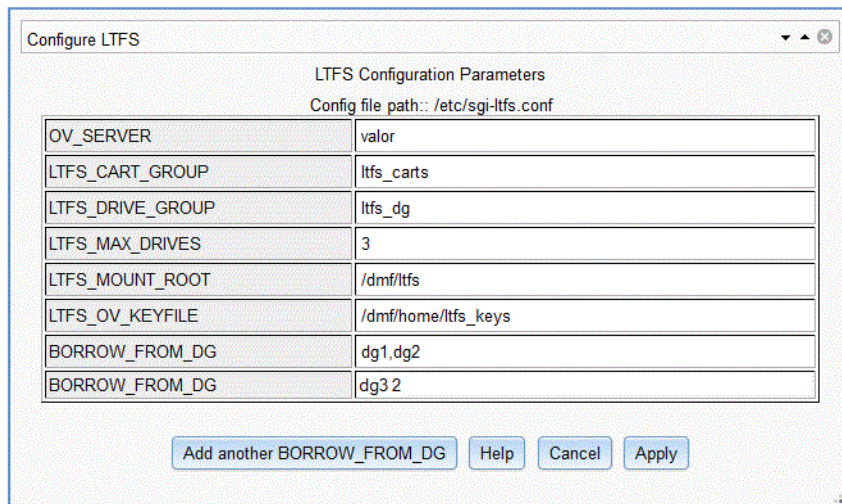 Configure LTFS
LTFS Configuration Parameters
Config file path:: /etc/sgi-ltfs.conf
OV_SERVER valor
LTFS_CART_GROUP ltfs_carts
LTFS_DRIVE_GROUP ltfs_dg
LTFS_MAX_DRIVES 3
LTFS_MOUNT_ROOT /dmf/ltfs
LTFS_OV_KEYFILE /dmf/home/ltfs_keys
BORROW_FROM_DG dg1,dg2
BORROW_FROM_DG dg3 2
Add another BORROW_FROM_DG Help Cancel Apply